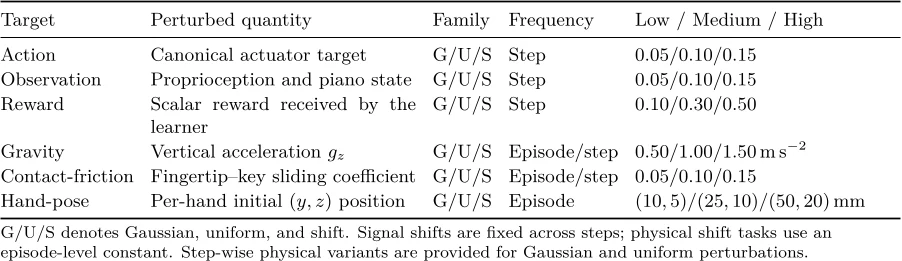 Target Perturbed quantity Family Frequency Low / Medium / High
Action Canonical actuator target G/U/S Step 0.05/0.10/0.15
Observation Proprioception and piano state G/U/S Step 0.05/0.10/0.15
Reward Scalar reward received by the G/U/S Step 0.10/0.30/0.50
learner
Gravity Vertical acceleration g_z G/U/S Episode/step 0.50/1.00/1.50 m s⁻²
Contact-friction Fingertip–key sliding coefficient G/U/S Episode/step 0.05/0.10/0.15
Hand-pose Per-hand initial (y, z) position G/U/S Episode (10, 5)/(25, 10)/(50, 20) mm
G/U/S denotes Gaussian, uniform, and shift. Signal shifts are fixed across steps; physical shift tasks use an
episode-level constant. Step-wise physical variants are provided for Gaussian and uniform perturbations.